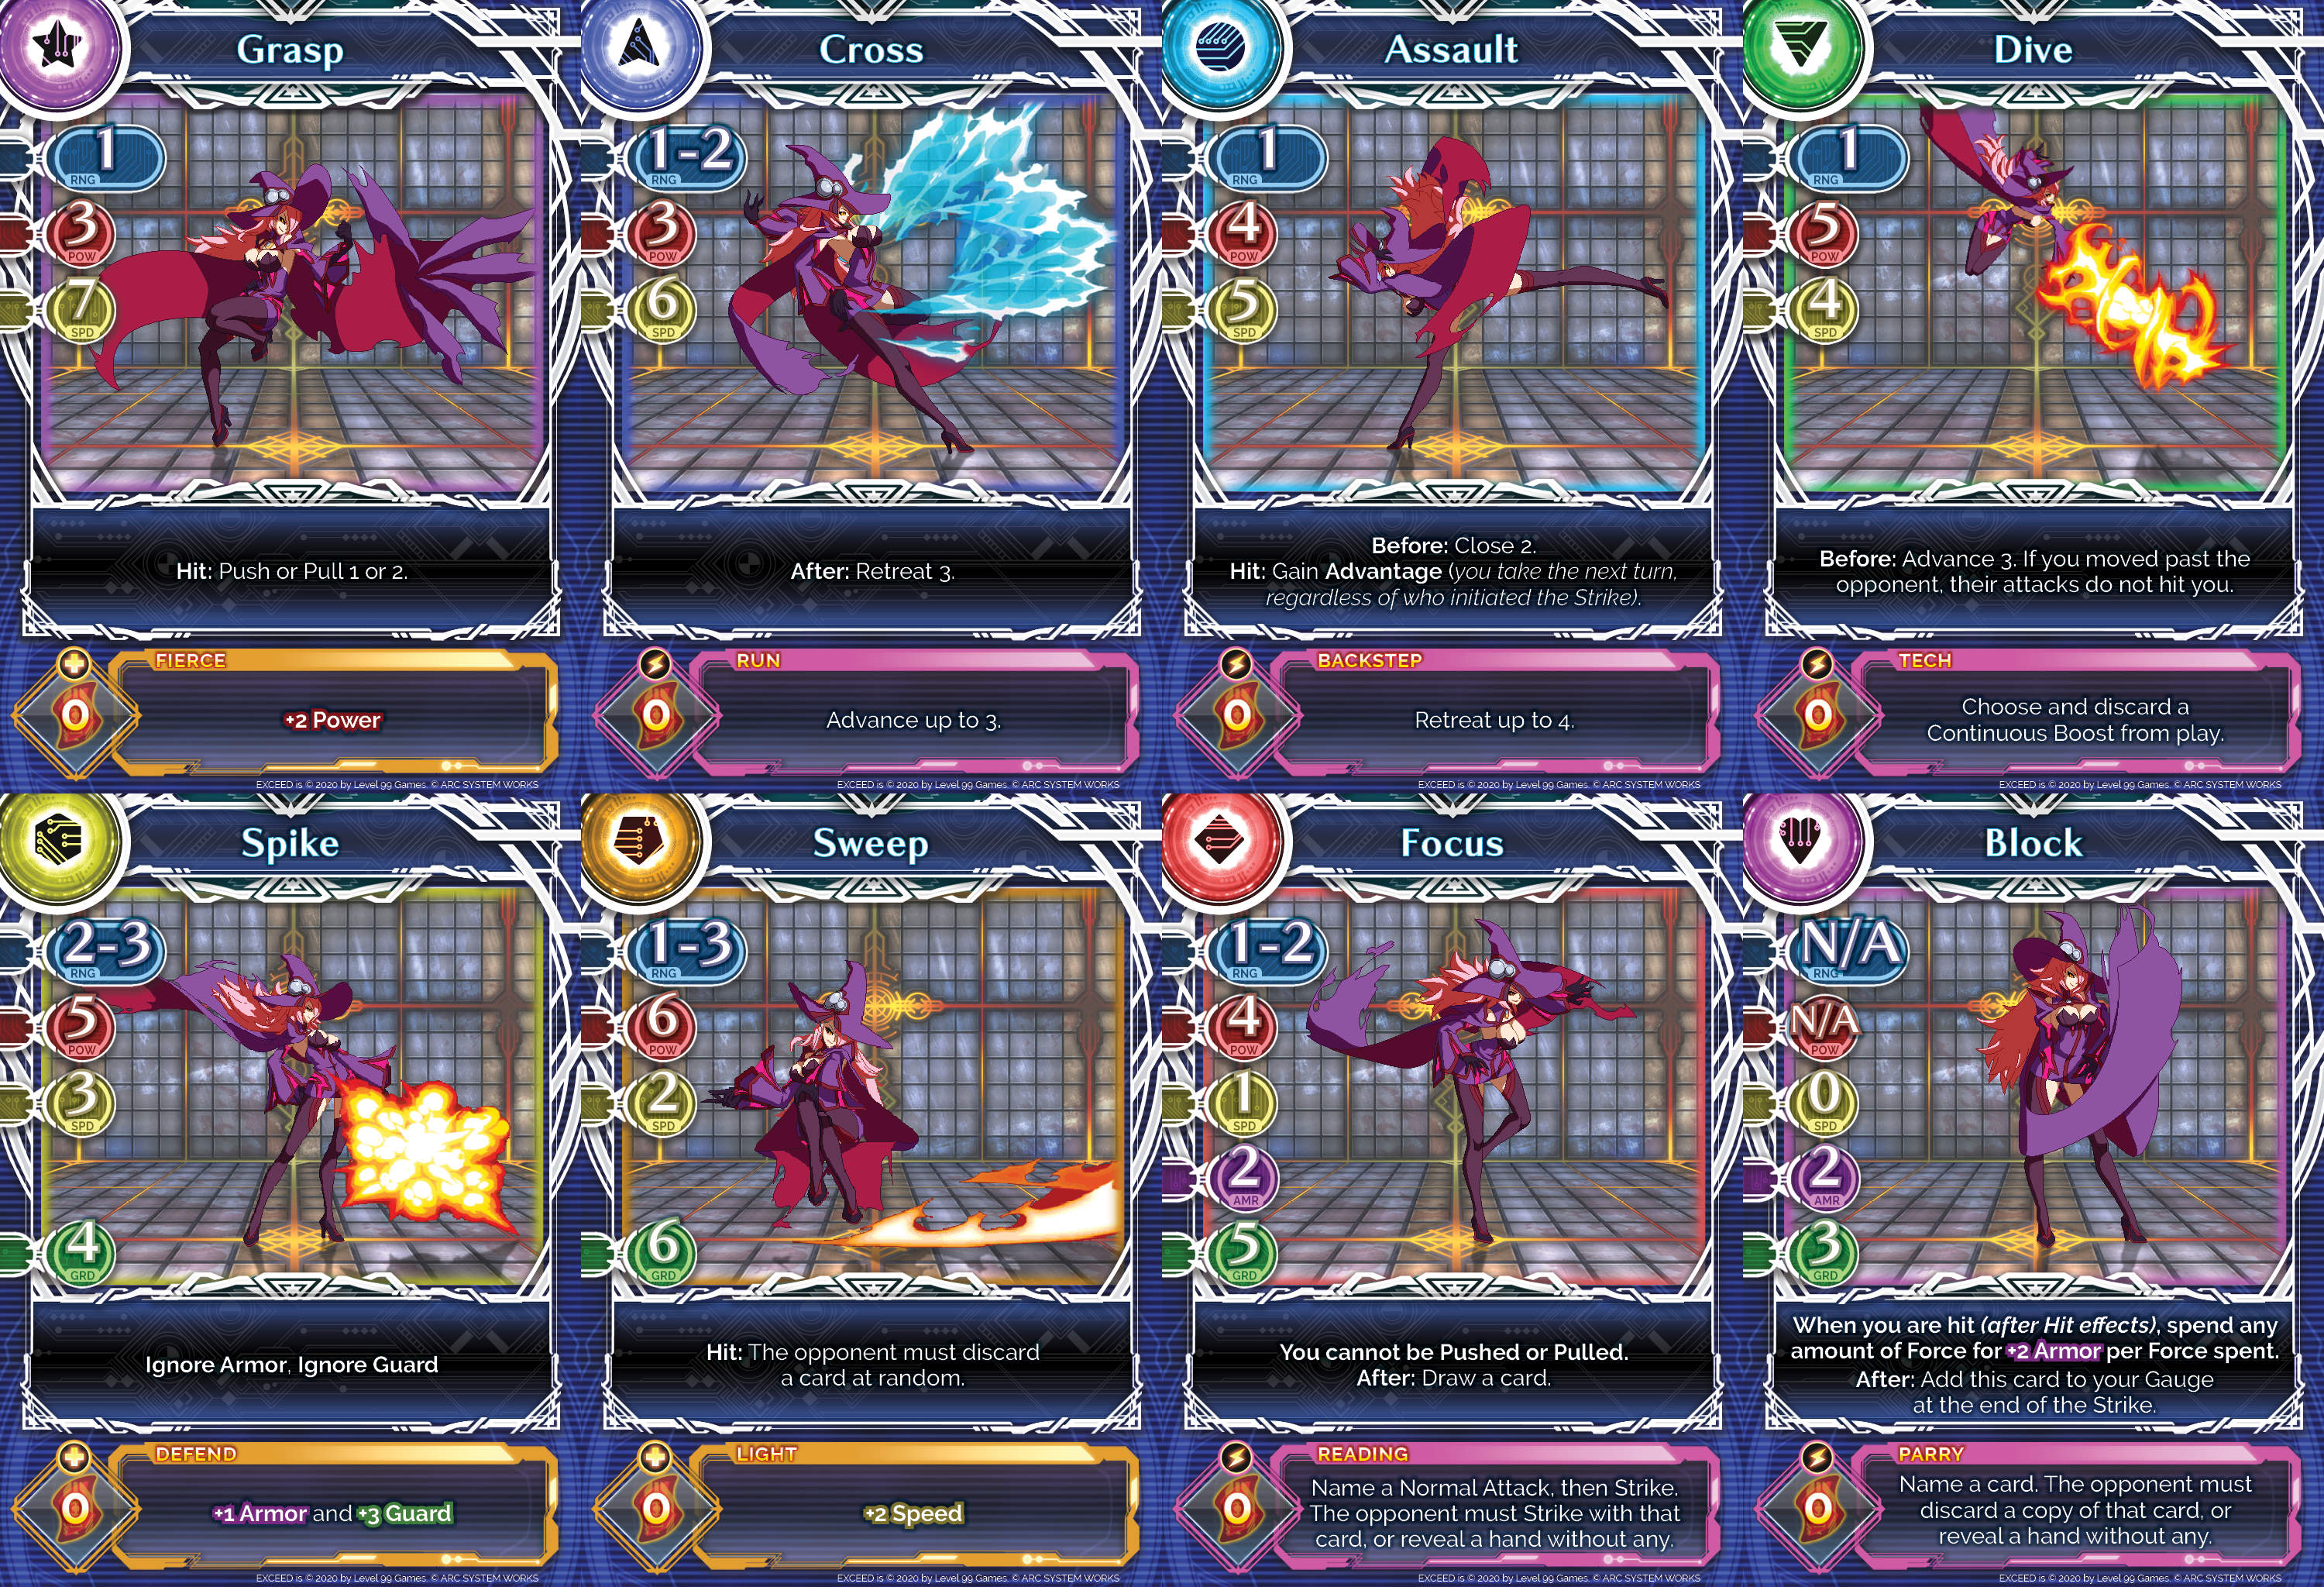 Grasp
1
RNG
3
POW
7
SPD
Hit: Push or Pull 1 or 2.
FIERCE
0
+2 Power
EXCEED is © 2020 by Level 99 Games. © ARC SYSTEM WORKS
Cross
1-2
RNG
3
POW
6
SPD
After: Retreat 3.
RUN
0
Advance up to 3.
EXCEED is © 2020 by Level 99 Games. © ARC SYSTEM WORKS
Assault
1
RNG
4
POW
5
SPD
Before: Close 2.
Hit: Gain Advantage (you take the next turn,
regardless of who initiated the Strike).
BACKSTEP
0
Retreat up to 4.
EXCEED is © 2020 by Level 99 Games. © ARC SYSTEM WORKS
Dive
1
RNG
5
POW
4
SPD
Before: Advance 3. If you moved past the
opponent, their attacks do not hit you.
TECH
0
Choose and discard a
Continuous Boost from play.
EXCEED is © 2020 by Level 99 Games. © ARC SYSTEM WORKS
Spike
2-3
RNG
5
POW
3
SPD
4
GRD
Ignore Armor, Ignore Guard
DEFEND
0
+1 Armor and +3 Guard
EXCEED is © 2020 by Level 99 Games. © ARC SYSTEM WORKS
Sweep
1-3
RNG
6
POW
2
SPD
6
GRD
Hit: The opponent must discard
a card at random.
LIGHT
0
+2 Speed
EXCEED is © 2020 by Level 99 Games. © ARC SYSTEM WORKS
Focus
1-2
RNG
4
POW
1
SPD
2
AMR
5
GRD
You cannot be Pushed or Pulled.
After: Draw a card.
READING
0
Name a Normal Attack, then Strike.
The opponent must Strike with that
card, or reveal a hand without any.
EXCEED is © 2020 by Level 99 Games. © ARC SYSTEM WORKS
Block
N/A
RNG
N/A
POW
0
SPD
2
AMR
3
GRD
When you are hit (after Hit effects), spend any
amount of Force for +2 Armor per Force spent.
After: Add this card to your Gauge
at the end of the Strike.
PARRY
0
Name a card. The opponent must
discard a copy of that card, or
reveal a hand without any.
EXCEED is © 2020 by Level 99 Games. © ARC SYSTEM WORKS